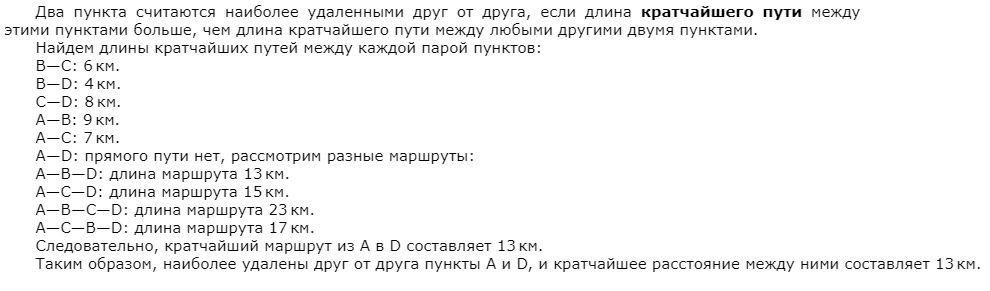 Два пункта считаются наиболее удаленными друг от друга, если длина кратчайшего пути между
этими пунктами больше, чем длина кратчайшего пути между любыми другими двумя пунктами.
Найдем длины кратчайших путей между каждой парой пунктов:
B—C: 6 км.
B—D: 4 км.
C—D: 8 км.
A—B: 9 км.
A—C: 7 км.
A—D: прямого пути нет, рассмотрим разные маршруты:
A—B—D: длина маршрута 13 км.
A—C—D: длина маршрута 15 км.
A—B—C—D: длина маршрута 23 км.
A—C—B—D: длина маршрута 17 км.
Следовательно, кратчайший маршрут из A в D составляет 13 км.
Таким образом, наиболее удалены друг от друга пункты A и D, и кратчайшее расстояние между ними составляет 13 км.